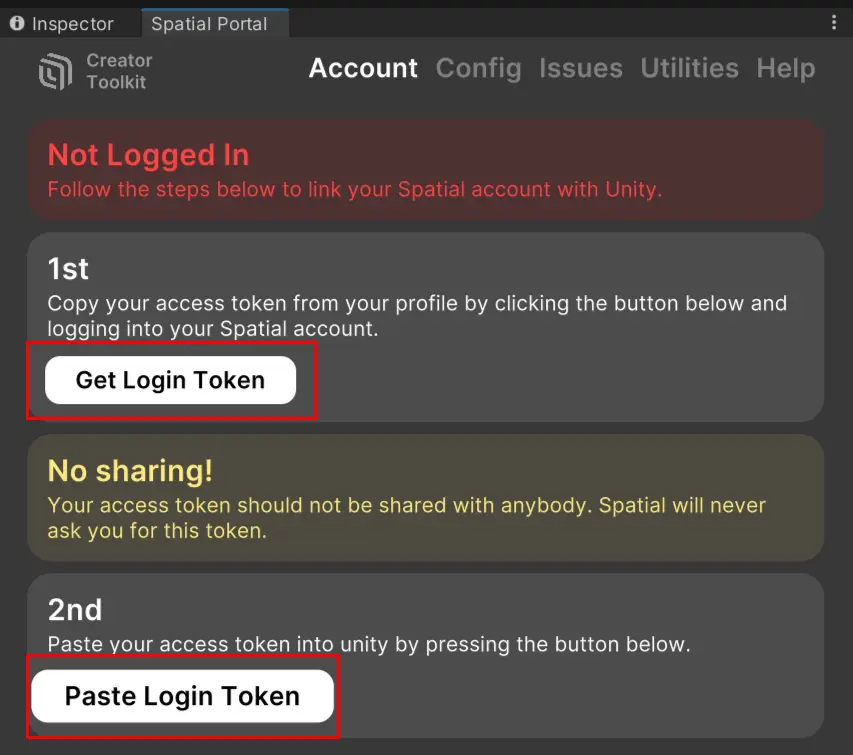 Inspector
Spatial Portal
Creator
Toolkit
Account Config Issues Utilities Help
Not Logged In
Follow the steps below to link your Spatial account with Unity.
1st
Copy your access token from your profile by clicking the button below and
logging into your Spatial account.
Get Login Token
No sharing!
Your access token should not be shared with anybody. Spatial will never
ask you for this token.
2nd
Paste your access token into unity by pressing the button below.
Paste Login Token